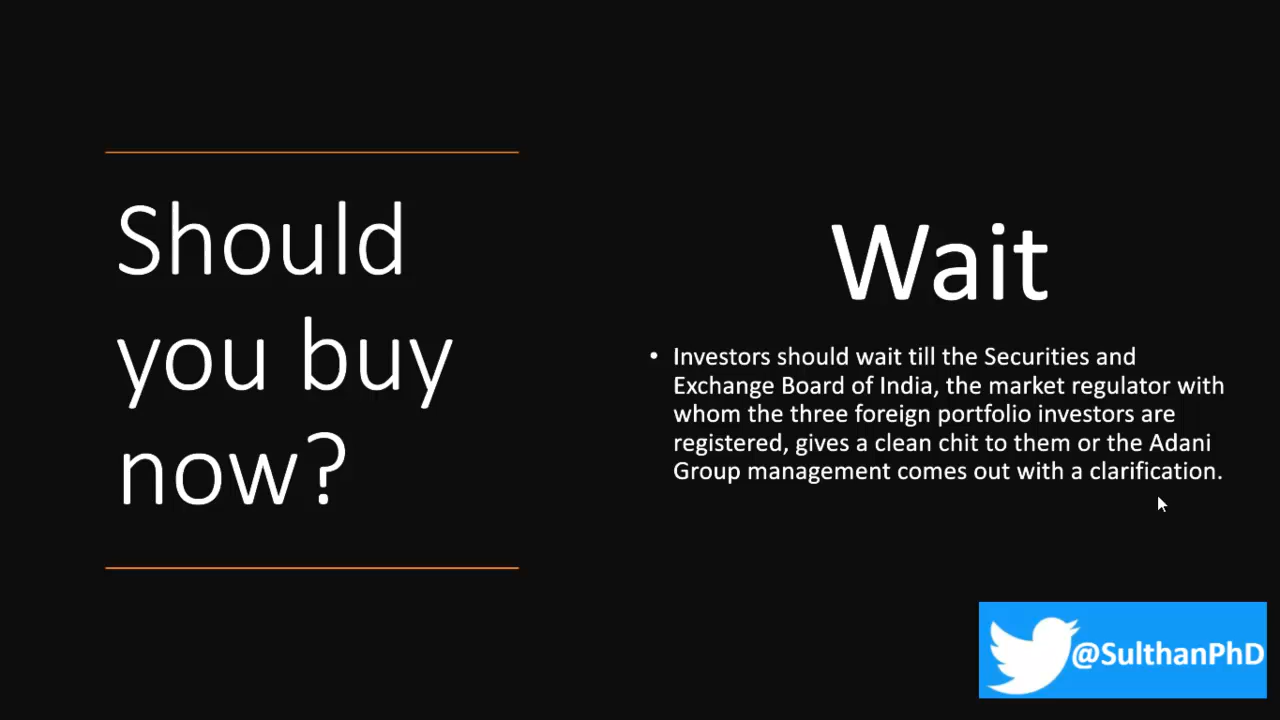 Should
you buy
now?
Wait
• Investors should wait till the Securities and
Exchange Board of India, the market regulator with
whom the three foreign portfolio investors are
registered, gives a clean chit to them or the Adani
Group management comes out with a clarification.
@SulthanPhD